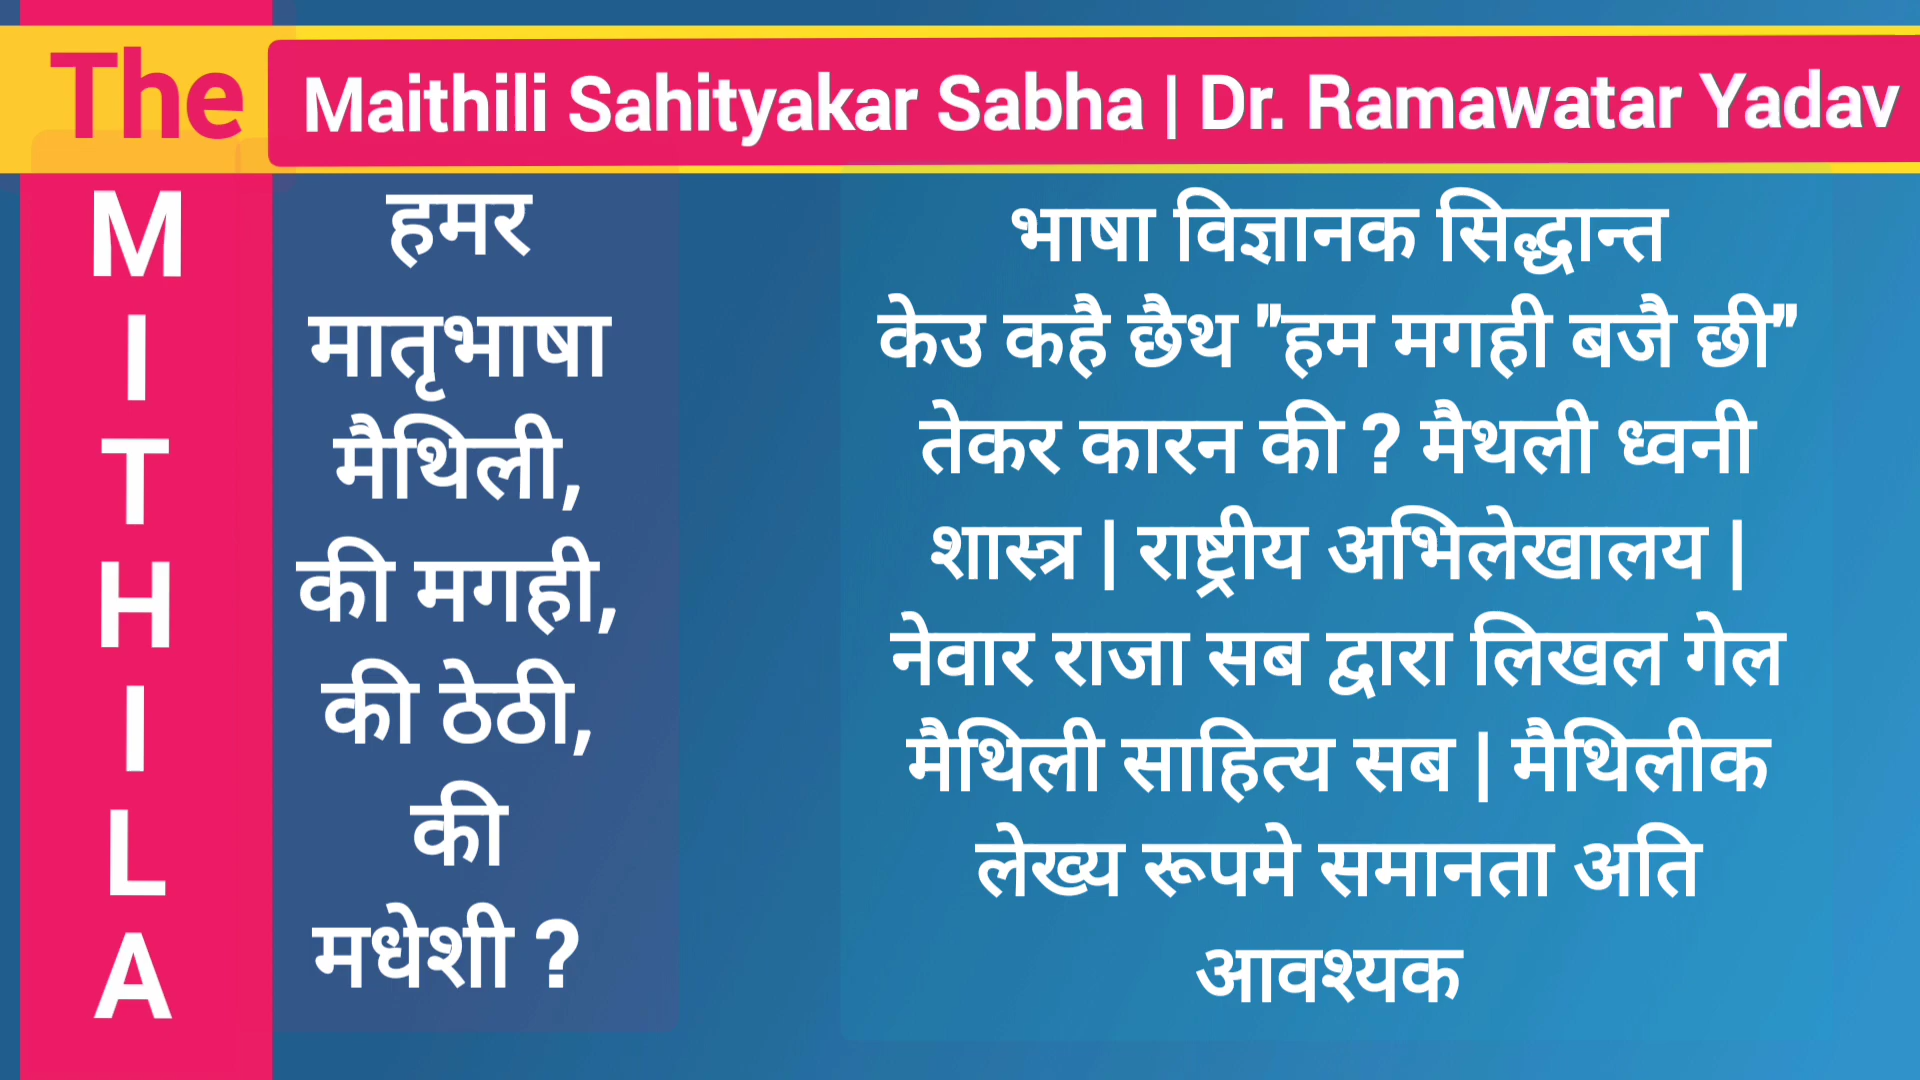 The
Maithili Sahityakar Sabha | Dr. Ramawatar Yadav
M
I
T
H
I
L
A
हमर
मातृभाषा
मैथिली,
की मगही,
की ठेठी,
की
मधेशी ?
भाषा विज्ञानक सिद्धान्त
केउ कहै छैथ "हम मगही बजै छी"
तेकर कारन की ? मैथली ध्वनी
शास्त्र | राष्ट्रीय अभिलेखालय |
नेवार राजा सब द्वारा लिखल गेल
मैथिली साहित्य सब | मैथिलीक
लेख्य रूपमे समानता अति
आवश्यक